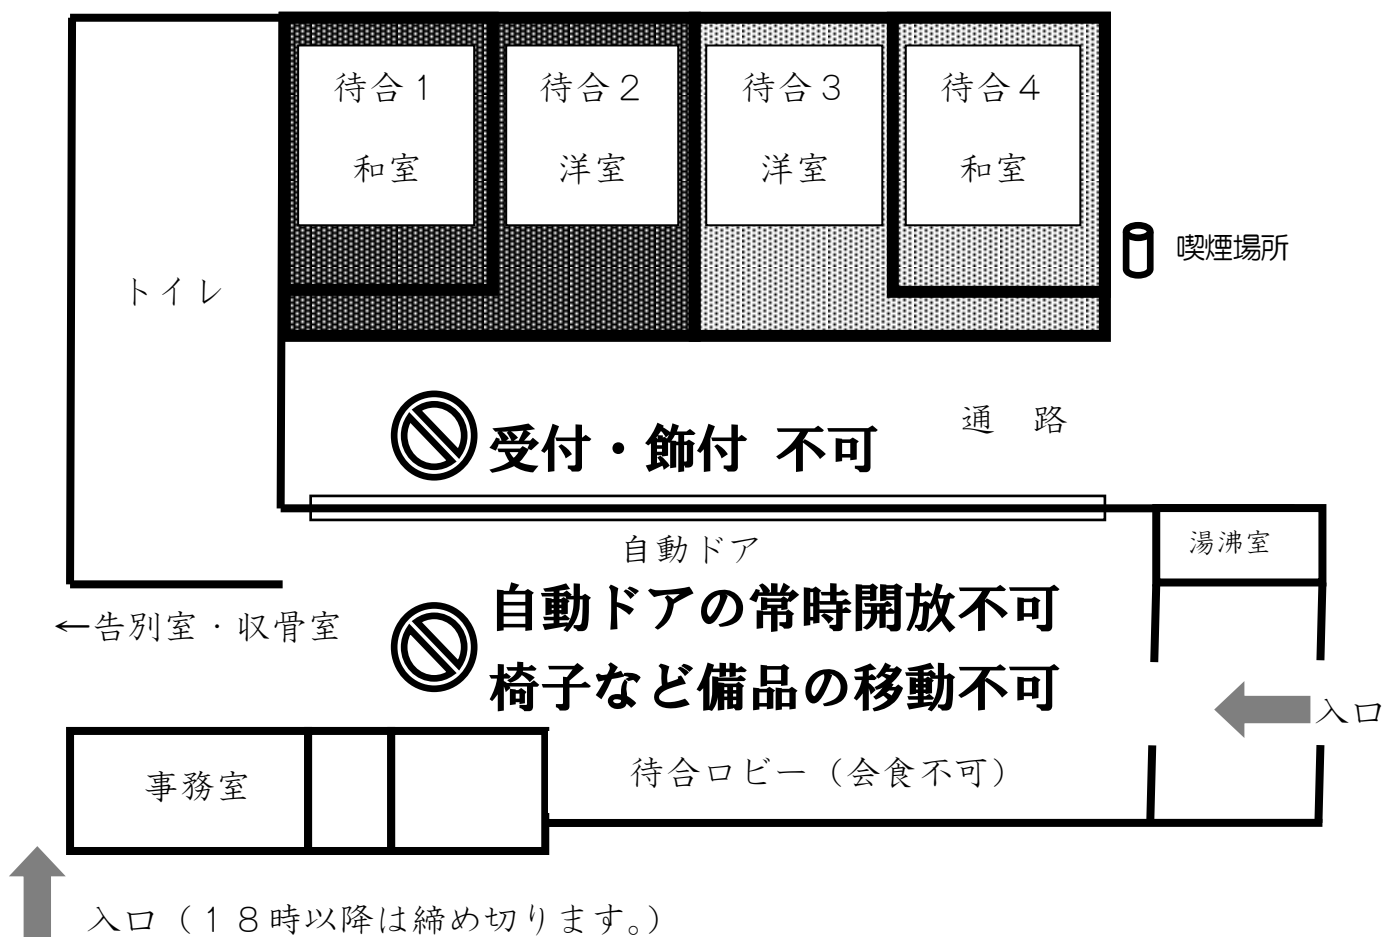 待合1
和室
待合2
洋室
待合3
洋室
待合4
和室
喫煙場所
トイレ
通 路
受付・飾付 不可
自動ドア
湯沸室
自動ドアの常時開放不可
←告別室・収骨室
椅子など備品の移動不可
入口
事務室
待合ロビー（会食不可）
入口（１８時以降は締め切ります。）